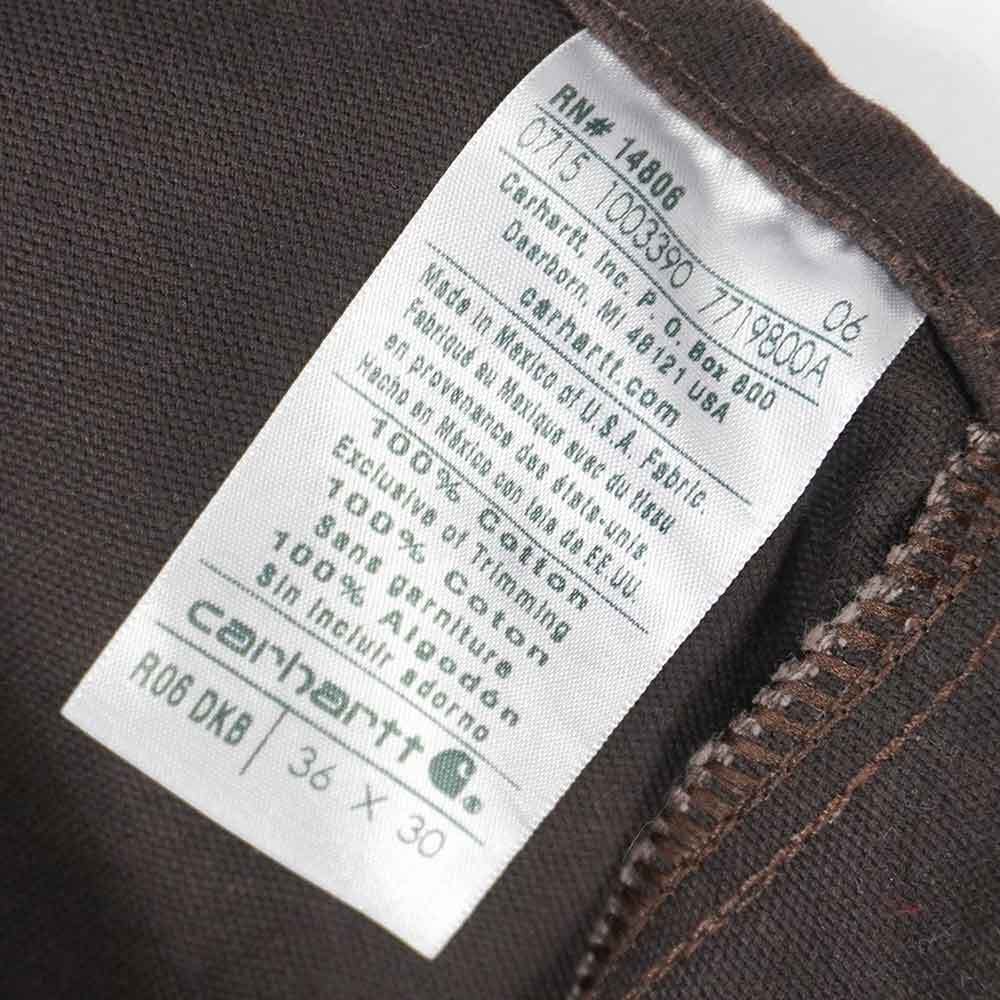 RN# 14806
0715 1003390 7719800A 06
Carhartt, Inc. P. O. Box 600
Dearborn, MI 48121 USA
carhartt.com
Made in Mexico of U.S.A. Fabric.
Fabriqué au Mexique avec du tissu
en provenance des états-unis
Hecho en México con tela de EE.UU.
100% Cotton
Exclusive of Trimming
100% Coton
Sans garniture
100% Algodón
Sin incluir adorno
carhartt
R06 DKB 36 X 30